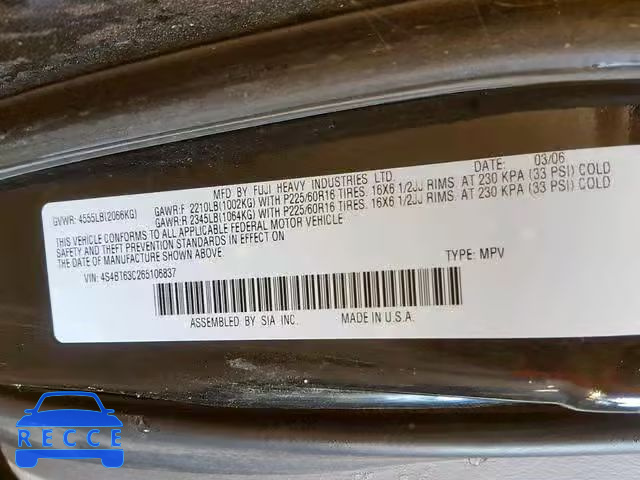 MFD BY FUJI HEAVY INDUSTRIES LTD. DATE: 03/06
GVWR: 4555LB(2066KG) GAWR:F 2210LB(1002KG) WITH P225/60R16 TIRES. 16X6 1/2JJ RIMS. AT 230 KPA (33 PSI) COLD
GAWR:R 2345LB(1064KG) WITH P225/60R16 TIRES. 16X6 1/2JJ RIMS. AT 230 KPA (33 PSI) COLD
THIS VEHICLE CONFORMS TO ALL APPLICABLE FEDERAL MOTOR VEHICLE
SAFETY AND THEFT PREVENTION STANDARDS IN EFFECT ON
THE DATE OF MANUFACTURE SHOWN ABOVE.
VIN: 4S4BT63C265106837 TYPE: MPV
ASSEMBLED BY SIA INC. MADE IN U.S.A.
RECCE